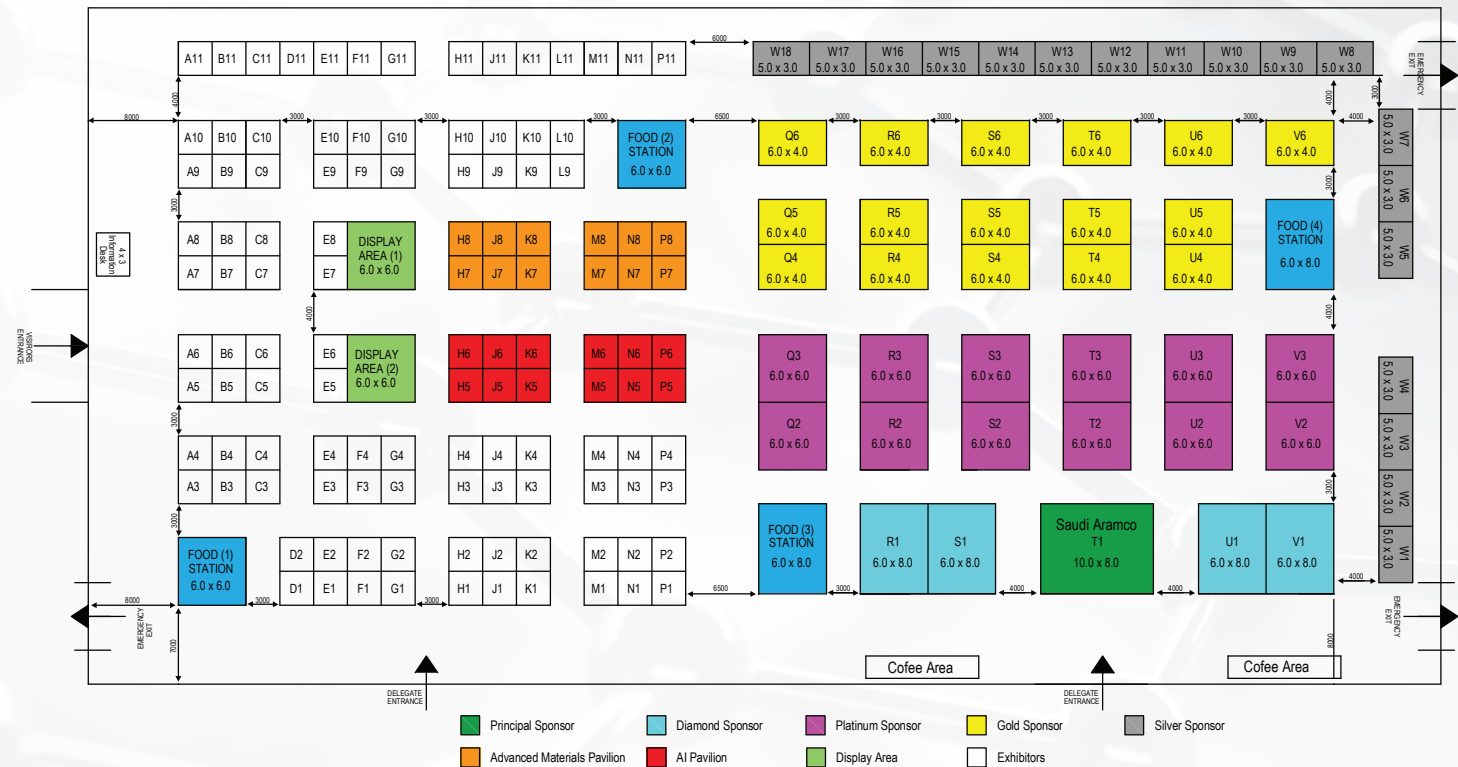 A11 B11 C11 D11 E11 F11 G11 H11 J11 K11 L11 M11 N11 P11
6000
W18 W17 W16 W15 W14 W13 W12 W11 W10 W9 W8
5.0 x 3.0 5.0 x 3.0 5.0 x 3.0 5.0 x 3.0 5.0 x 3.0 5.0 x 3.0 5.0 x 3.0 5.0 x 3.0 5.0 x 3.0 5.0 x 3.0 5.0 x 3.0
EMERGENCY
EXIT
4000
4000
3000
8000 3000 3000 3000 6500 3000 3000 3000 3000 3000 4000
A10 B10 C10 E10 F10 G10 H10 J10 K10 L10
A9 B9 C9 E9 F9 G9 H9 J9 K9 L9
FOOD (2)
STATION
6.0 x 6.0
Q6 R6 S6 T6 U6 V6
6.0 x 4.0 6.0 x 4.0 6.0 x 4.0 6.0 x 4.0 6.0 x 4.0 6.0 x 4.0
W7
5.0 x 3.0
W6
5.0 x 3.0
W5
5.0 x 3.0
3000
3000
4 x 3
Information
Desk
A8 B8 C8 E8
A7 B7 C7 E7
DISPLAY
AREA (1)
6.0 x 6.0
H8 J8 K8 M8 N8 P8
H7 J7 K7 M7 N7 P7
Q5 R5 S5 T5 U5
6.0 x 4.0 6.0 x 4.0 6.0 x 4.0 6.0 x 4.0 6.0 x 4.0
Q4 R4 S4 T4 U4
6.0 x 4.0 6.0 x 4.0 6.0 x 4.0 6.0 x 4.0 6.0 x 4.0
FOOD (4)
STATION
6.0 x 8.0
4000
4000
VISIRORS
ENTRANCE
A6 B6 C6 E6
A5 B5 C5 E5
DISPLAY
AREA (2)
6.0 x 6.0
H6 J6 K6 M6 N6 P6
H5 J5 K5 M5 N5 P5
Q3 R3 S3 T3 U3 V3
6.0 x 6.0 6.0 x 6.0 6.0 x 6.0 6.0 x 6.0 6.0 x 6.0 6.0 x 6.0
Q2 R2 S2 T2 U2 V2
6.0 x 6.0 6.0 x 6.0 6.0 x 6.0 6.0 x 6.0 6.0 x 6.0 6.0 x 6.0
W4
5.0 x 3.0
W3
5.0 x 3.0
W2
5.0 x 3.0
W1
5.0 x 3.0
3000
A4 B4 C4 E4 F4 G4 H4 J4 K4 M4 N4 P4
A3 B3 C3 E3 F3 G3 H3 J3 K3 M3 N3 P3
3000
3000
FOOD (1)
STATION
6.0 x 6.0
D2 E2 F2 G2 H2 J2 K2 M2 N2 P2
D1 E1 F1 G1 H1 J1 K1 M1 N1 P1
FOOD (3)
STATION
6.0 x 8.0
R1 S1
6.0 x 8.0 6.0 x 8.0
Saudi Aramco
T1
10.0 x 8.0
U1 V1
6.0 x 8.0 6.0 x 8.0
8000 3000 3000 6500 3000 4000 4000 4000
EMERGENCY
EXIT
7000
8000
EMERGENCY
EXIT
Cofee Area
Cofee Area
DELEGATE
ENTRANCE
DELEGATE
ENTRANCE
Principal Sponsor
Diamond Sponsor
Platinum Sponsor
Gold Sponsor
Silver Sponsor
Advanced Materials Pavilion
AI Pavilion
Display Area
Exhibitors